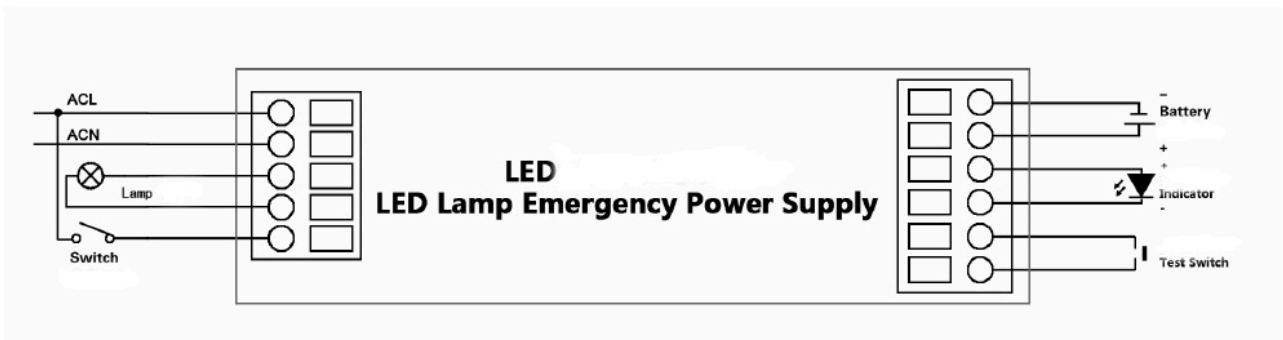 ACL
ACN
Lamp
Switch
LED
LED Lamp Emergency Power Supply
-
Battery
+
+
Indicator
-
Test Switch